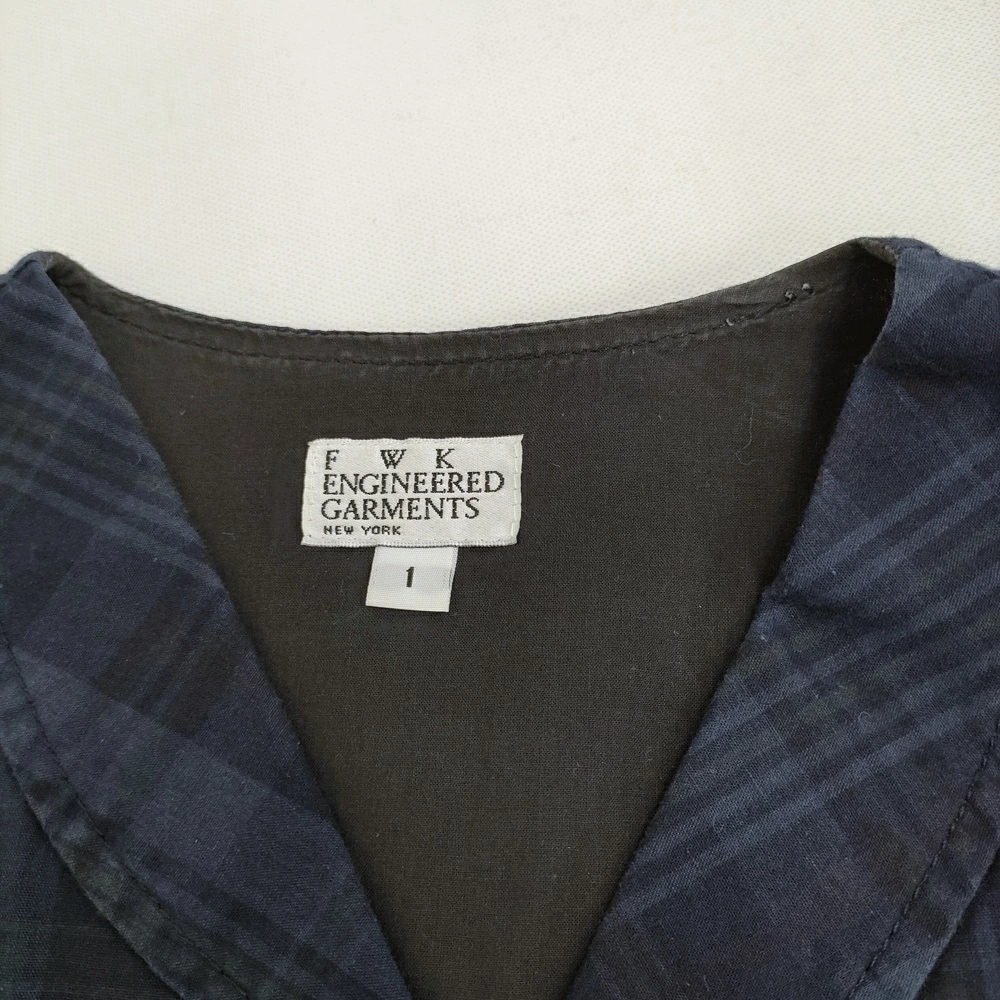 F W K
ENGINEERED
GARMENTS
NEW YORK
1